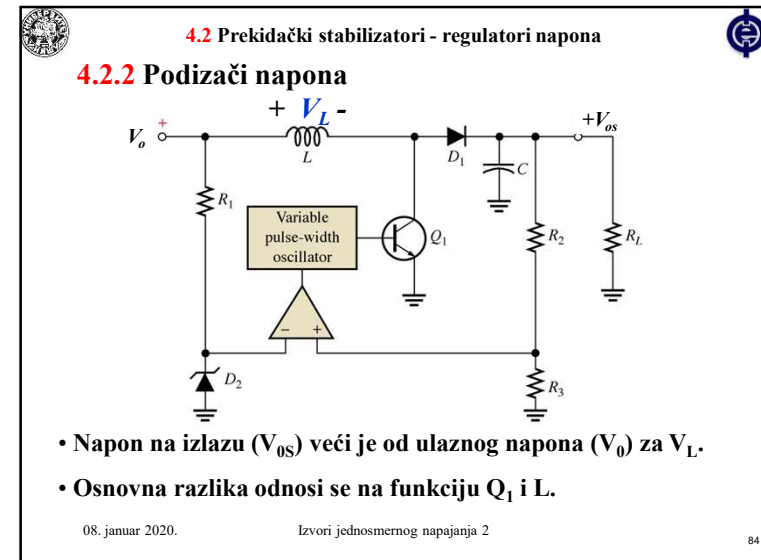 4.2 Prekidački stabilizatori - regulatori napona
4.2.2 Podizači napona
+ V_L -
V_o + L D_1 C +V_os
R_1
Variable
pulse-width
oscillator
Q_1
R_2
R_L
- +
D_2
R_3
• Napon na izlazu (V_0S) veći je od ulaznog napona (V_0) za V_L.
• Osnovna razlika odnosi se na funkciju Q_1 i L.
08. januar 2020. Izvori jednosmernog napajanja 2 84